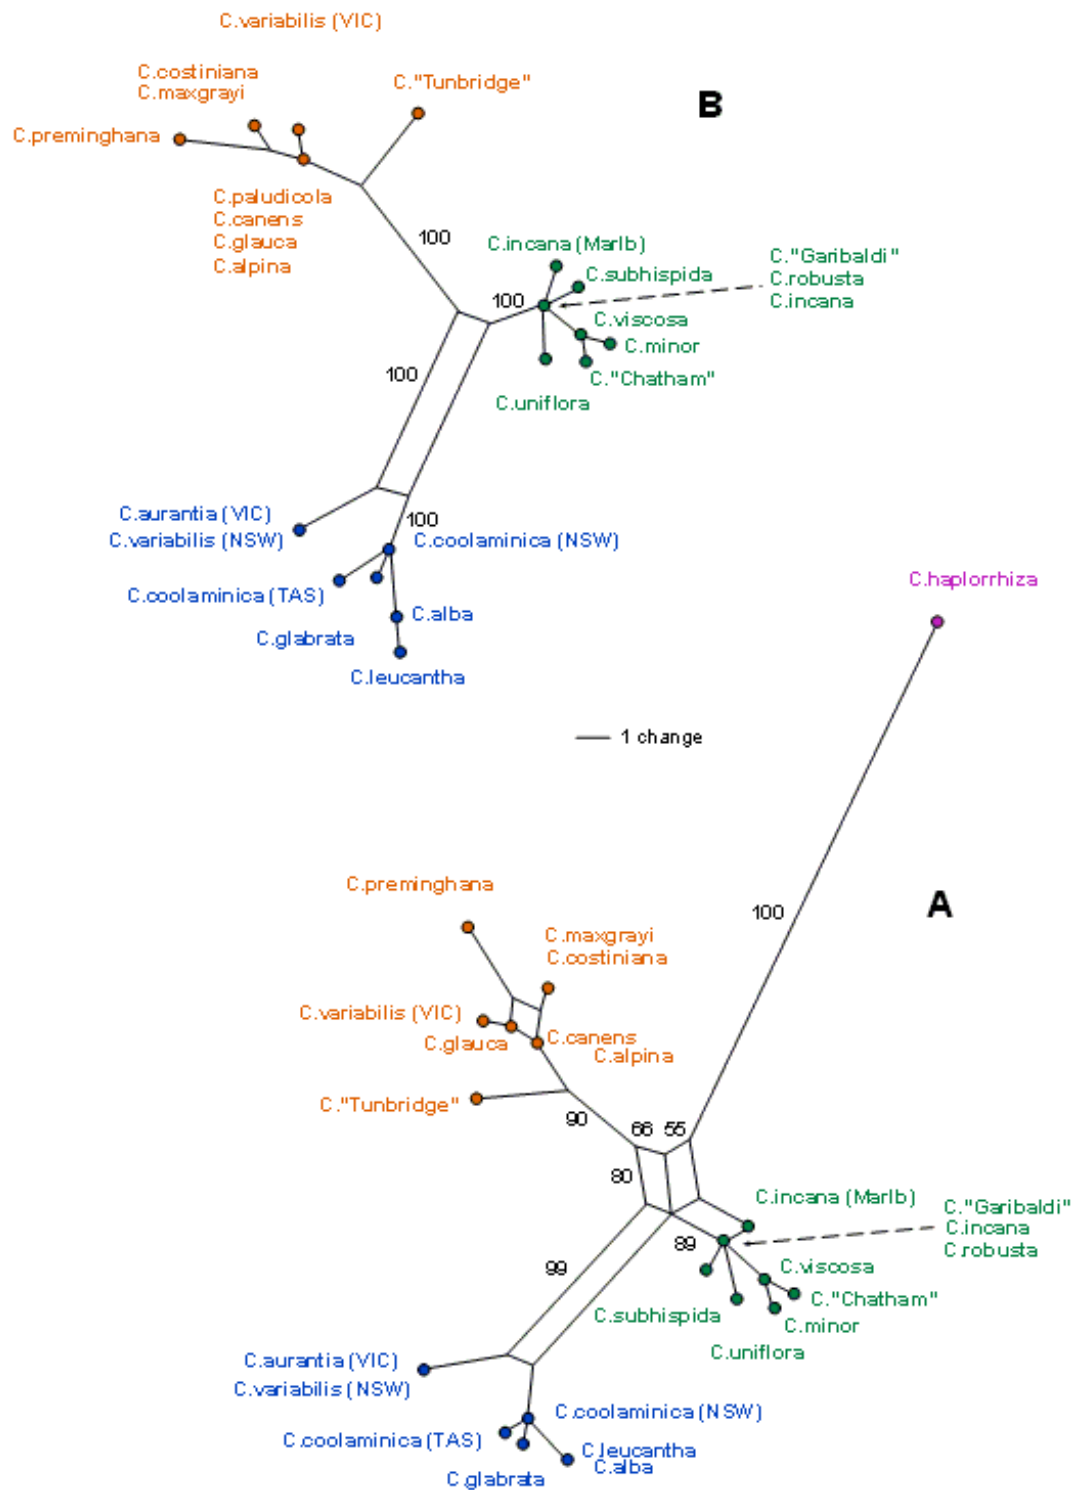 C.variabilis (VIC)
C.costiniana
C.maxgrayi
C."Tunbridge"
B
C.preminghana
C.paludicola
C.canens
C.glauca
C.alpina
100
C.incana (Marlb)
C.subhispida
C."Garibaldi"
C.robusta
C.incana
100
C.viscosa
C.minor
C."Chatham"
C.uniflora
100
C.aurantia (VIC)
C.variabilis (NSW)
100
C.coolaminica (NSW)
C.coolaminica (TAS)
C.alba
C.glabrata
C.leucantha
C.haplorrhiza
1 change
A
100
C.preminghana
C.maxgrayi
C.costiniana
C.variabilis (VIC)
C.glauca
C.canens
C.alpina
C."Tunbridge"
90
66 55
80
C.incana (Marlb)
C."Garibaldi"
C.incana
C.robusta
89
C.viscosa
C."Chatham"
C.subhispida
C.minor
C.uniflora
99
C.aurantia (VIC)
C.variabilis (NSW)
C.coolaminica (NSW)
C.coolaminica (TAS)
C.leucantha
C.alba
C.glabrata